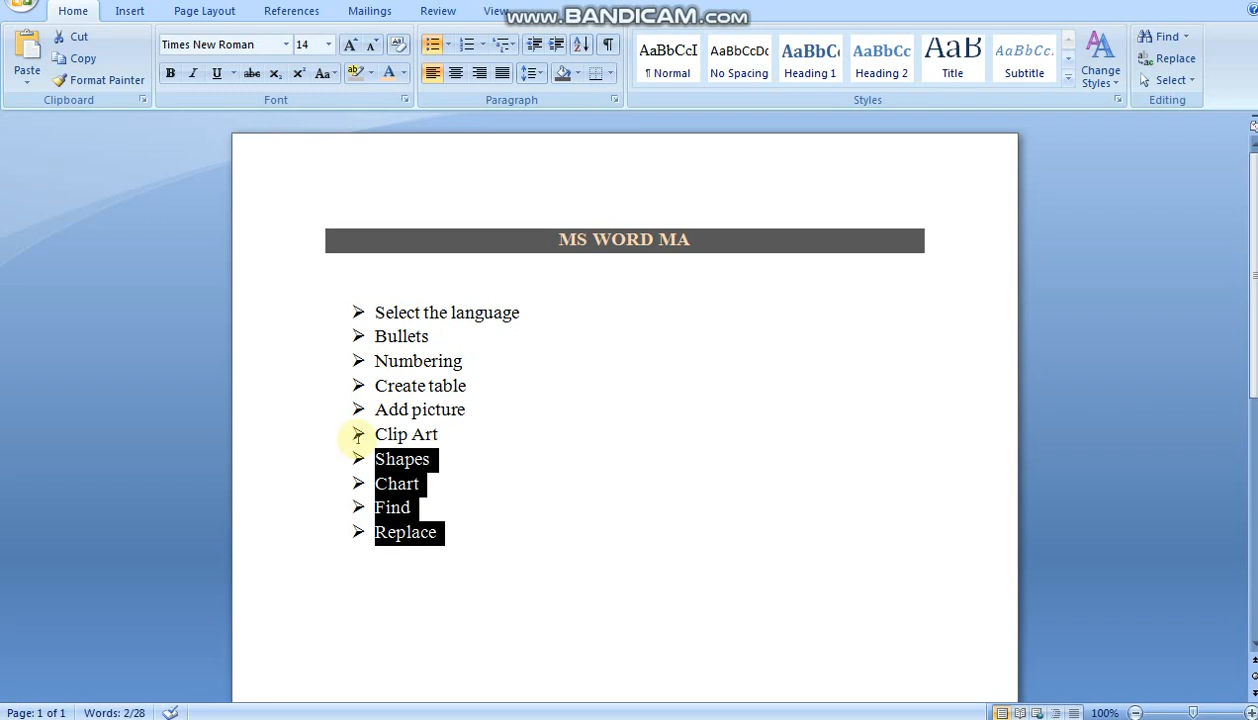 Home Insert Page Layout References Mailings Review View
www.BANDICAM.com
Paste Cut Copy Format Painter Clipboard
Times New Roman 14 Font
Paragraph
AaBbCcI ¶ Normal AaBbCcDc No Spacing AaBbC Heading 1 AaBbCc Heading 2 AaB Title AaBbCc. Subtitle Change Styles Styles
Find Replace Select Editing
MS WORD MA
Select the language
Bullets
Numbering
Create table
Add picture
Clip Art
Shapes
Chart
Find
Replace
Page: 1 of 1 Words: 2/28 100%